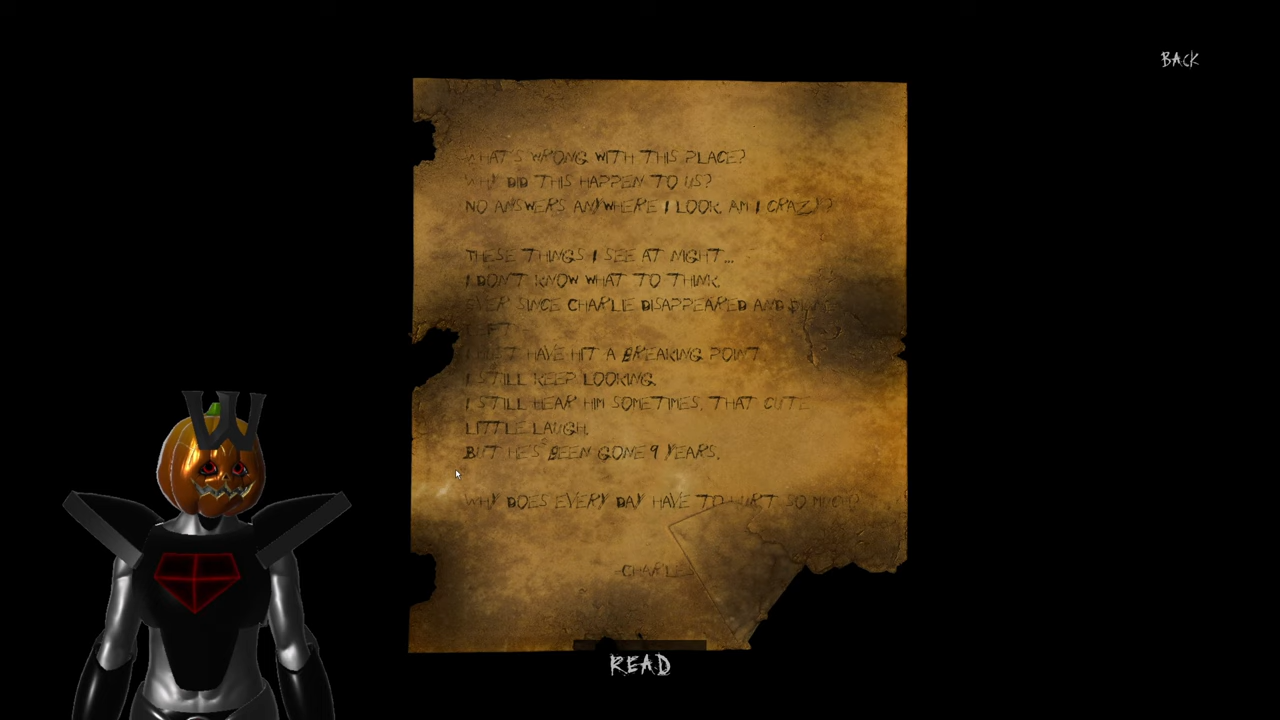 BACK
WHAT'S WRONG WITH THIS PLACE?
WHY DID THIS HAPPEN TO US?
NO ANSWERS ANYWHERE I LOOK. AM I CRAZY?
THESE THINGS I SEE AT NIGHT...
I DON'T KNOW WHAT TO THINK.
EVER SINCE CHARLIE DISAPPEARED AND
LEFT
I MUST HAVE HIT A BREAKING POINT.
I STILL KEEP LOOKING.
I STILL HEAR HIM SOMETIMES. THAT CUTE
LITTLE LAUGH.
BUT HE'S BEEN GONE 9 YEARS.
WHY DOES EVERY DAY HAVE TO HURT SO MUCH?
-CHARL
READ
W